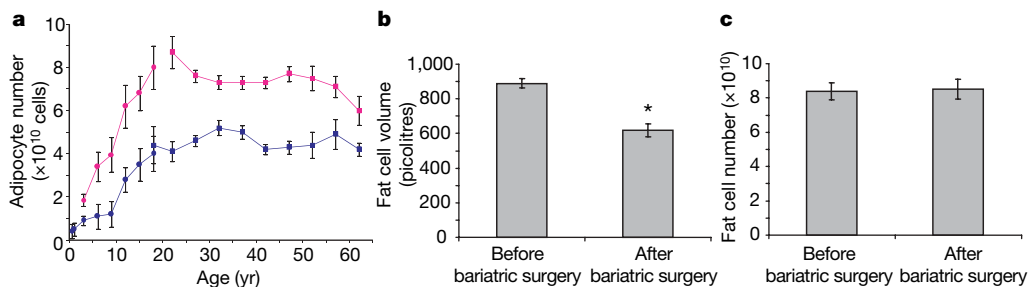 a
Adipocyte number
(×10¹⁰ cells)
10
8
6
4
2
0
0
10
20
30
40
50
60
Age (yr)
b
Fat cell volume
(picolitres)
1,000
800
600
400
200
0
*
Before
bariatric surgery
After
bariatric surgery
c
Fat cell number (×10¹⁰)
10
8
6
4
2
0
Before
bariatric surgery
After
bariatric surgery